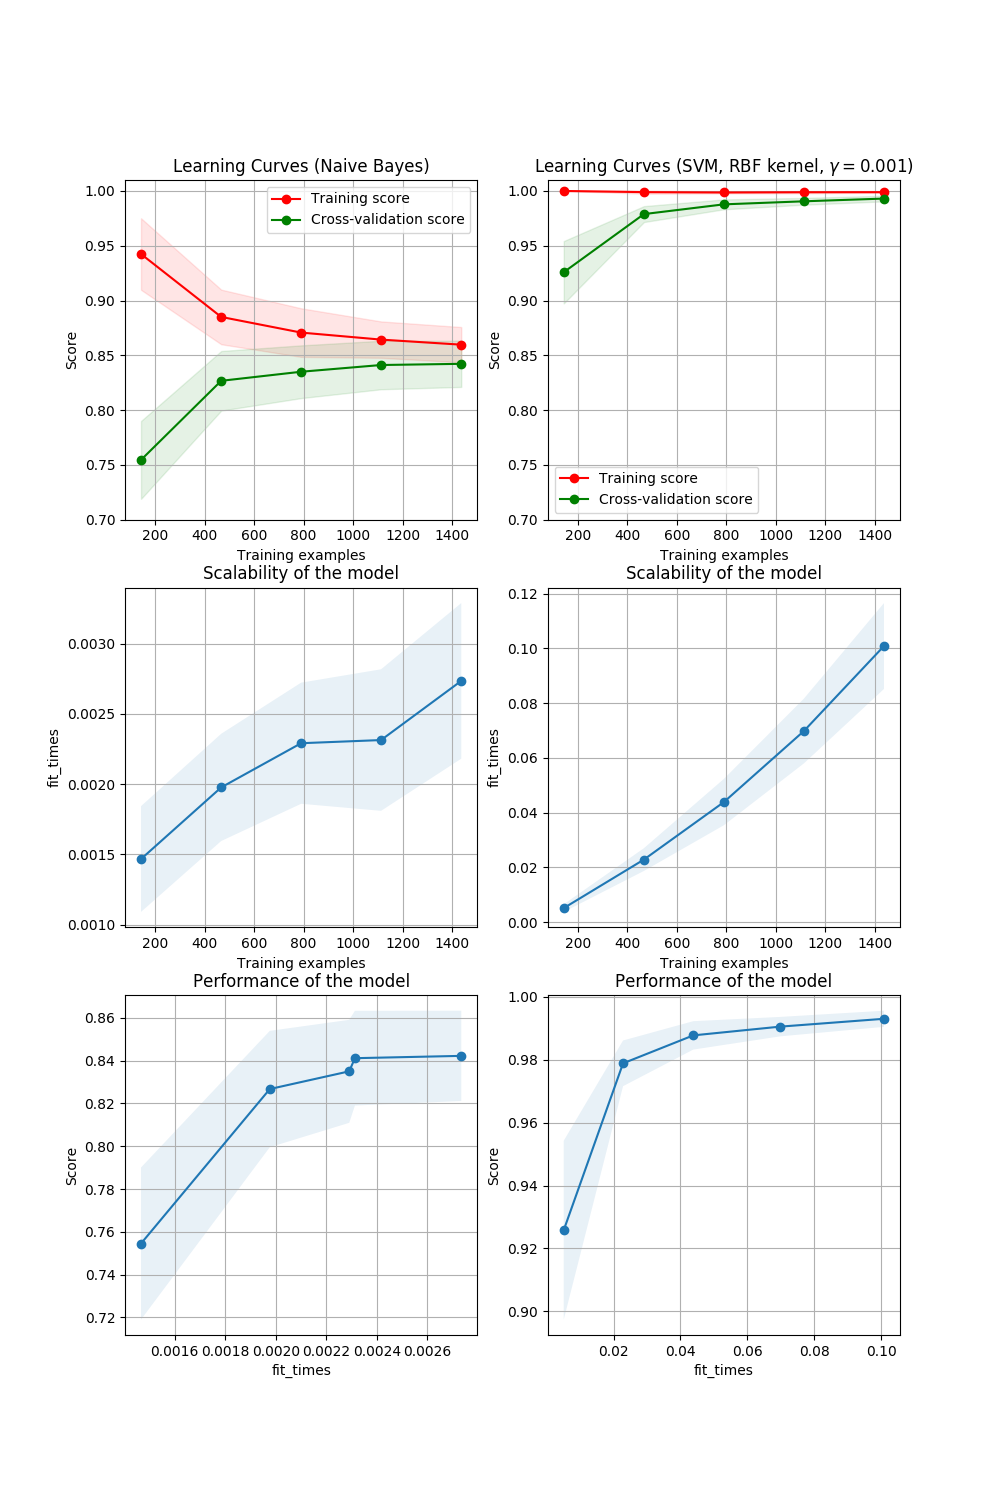 Learning Curves (Naive Bayes)
Learning Curves (SVM, RBF kernel, γ = 0.001)
1.00
0.95
0.90
0.85
0.80
0.75
0.70
Score
Training score
Cross-validation score
200 400 600 800 1000 1200 1400
Training examples
1.00
0.95
0.90
0.85
0.80
0.75
0.70
Score
Training score
Cross-validation score
200 400 600 800 1000 1200 1400
Training examples
Scalability of the model
0.0030
0.0025
0.0020
0.0015
0.0010
fit_times
200 400 600 800 1000 1200 1400
Training examples
Scalability of the model
0.12
0.10
0.08
0.06
0.04
0.02
0.00
fit_times
200 400 600 800 1000 1200 1400
Training examples
Performance of the model
0.86
0.84
0.82
0.80
0.78
0.76
0.74
0.72
Score
0.0016 0.0018 0.0020 0.0022 0.0024 0.0026
fit_times
Performance of the model
1.00
0.98
0.96
0.94
0.92
0.90
Score
0.02 0.04 0.06 0.08 0.10
fit_times